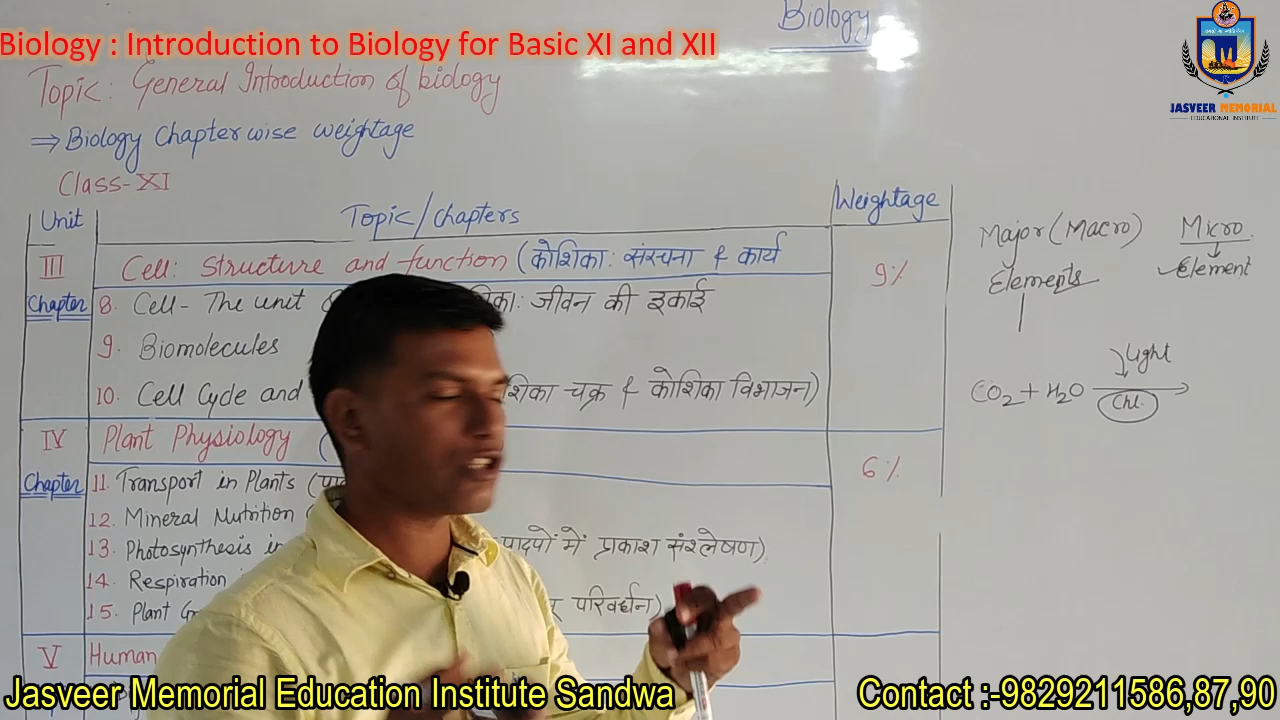 Biology
Biology : Introduction to Biology for Basic XI and XII
Topic: General Introduction of biology
⇒ Biology Chapterwise weightage
Class-XI
Unit Topic/chapters Weightage
III Cell: Structure and function (कोशिका: संरचना & कार्य 9%
Chapter 8. Cell- The unit : जीवन की इकाई
9. Biomolecules
10. Cell Cycle and चक्र & कोशिका विभाजन)
IV Plant Physiology ( 6%
Chapter 11. Transport in Plants (
12. Mineral Nutrition (
13. Photosynthesis पादपों में प्रकाश संश्लेषण)
14. Respiration
15. Plant परिवर्धन)
V Human
Major (Macro) Micro
Elements Element
Light
CO2 + H2O →
Chl.
JASVEER MEMORIAL
EDUCATIONAL INSTITUTE
Jasveer Memorial Education Institute Sandwa
Contact :-9829211586,87,90